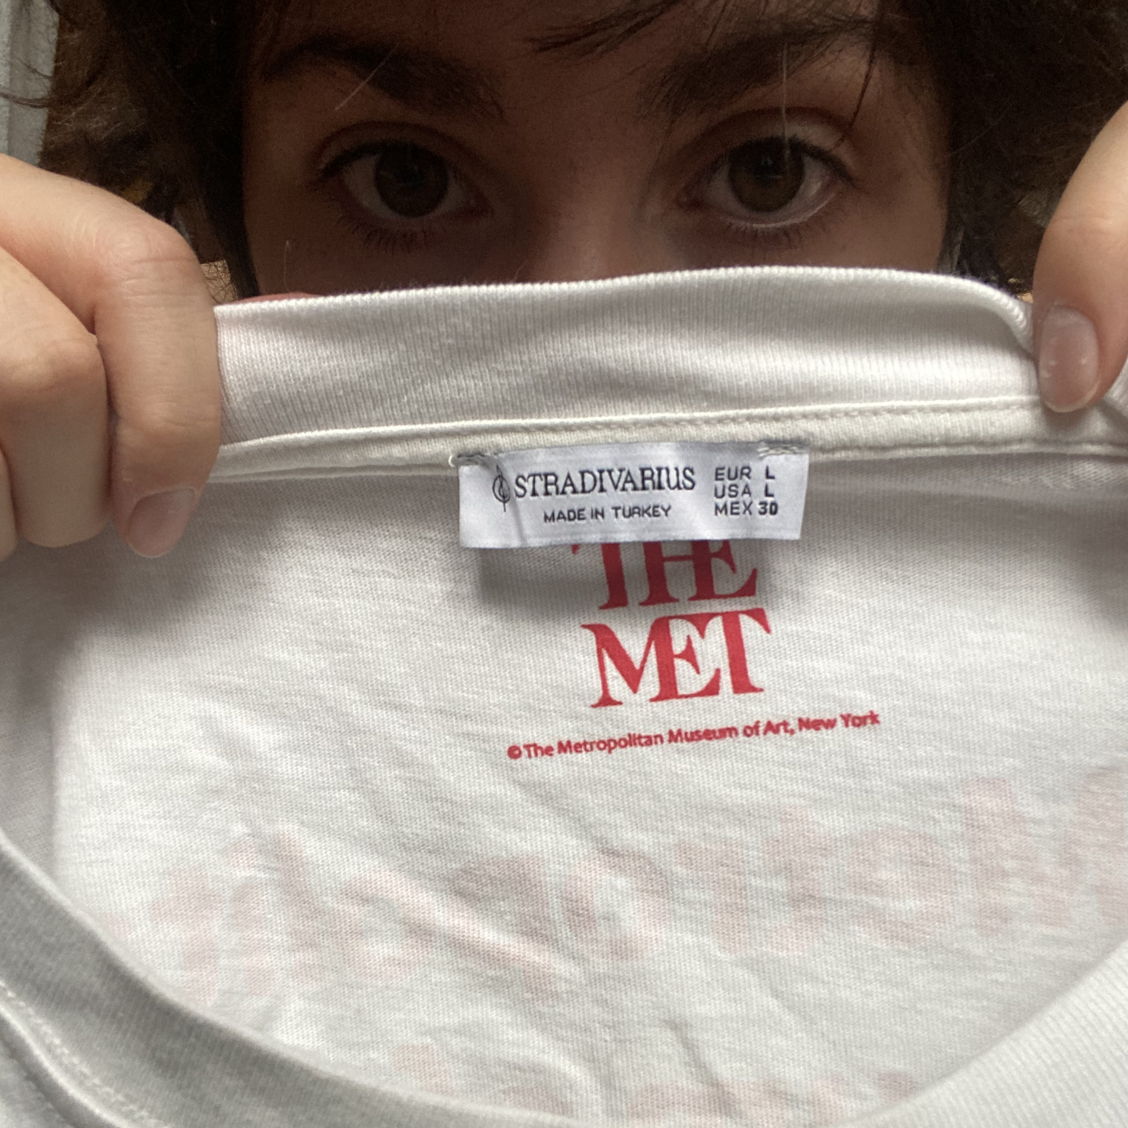 STRADIVARIUS
MADE IN TURKEY
EUR L
USA L
MEX 30
THE
MET
© The Metropolitan Museum of Art, New York